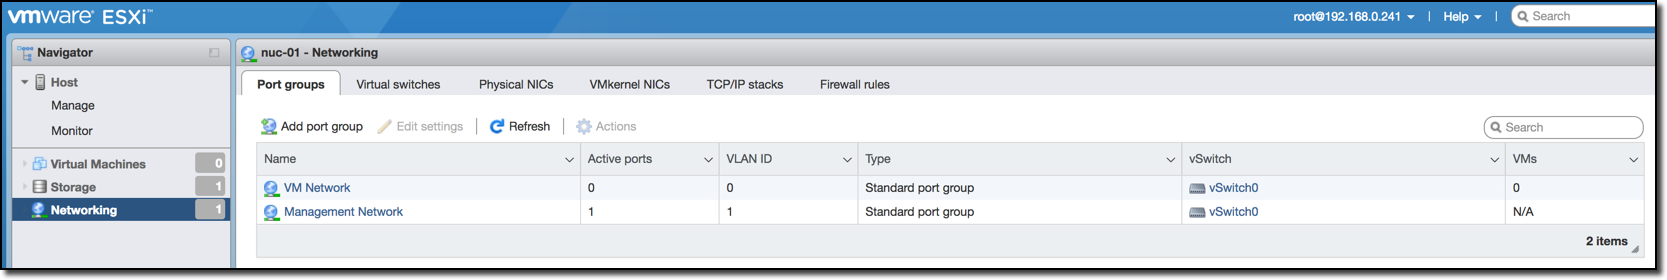 vmware ESXi™
root@192.168.0.241 | Help | Search
Navigator
Host
Manage
Monitor
Virtual Machines 0
Storage 1
Networking 1
nuc-01 - Networking
Port groups Virtual switches Physical NICs VMkernel NICs TCP/IP stacks Firewall rules
Add port group Edit settings | Refresh | Actions Search
Name Active ports VLAN ID Type vSwitch VMs
VM Network 0 0 Standard port group vSwitch0 0
Management Network 1 1 Standard port group vSwitch0 N/A
2 items